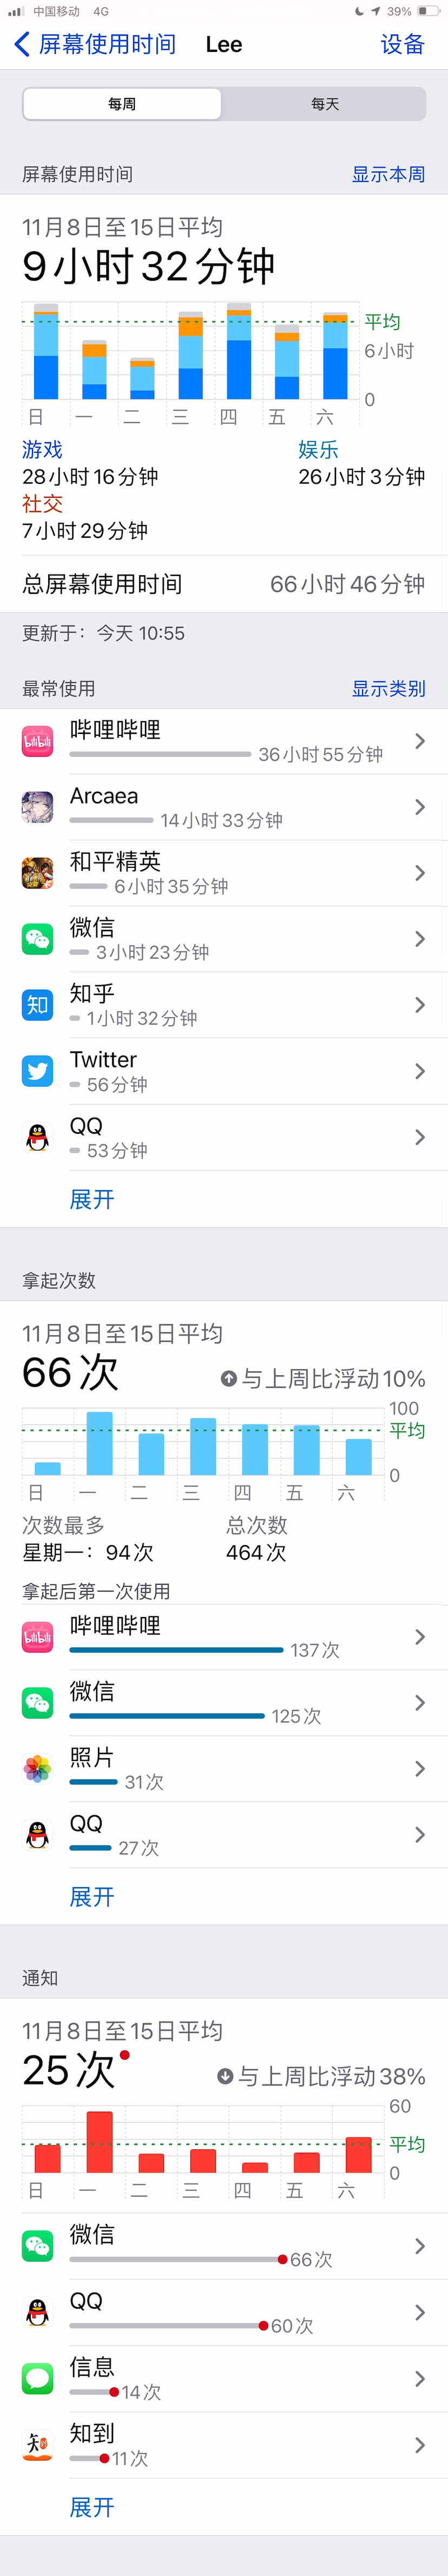 中国移动 4G 39%
屏幕使用时间 Lee 设备
每周 每天
屏幕使用时间 显示本周
11月8日至15日平均
9小时32分钟
平均
6小时
0
日 一 二 三 四 五 六
游戏 娱乐
28小时16分钟 26小时3分钟
社交
7小时29分钟
总屏幕使用时间 66小时46分钟
更新于：今天 10:55
最常使用 显示类别
bilibili
哔哩哔哩
36小时55分钟
Arcaea
14小时33分钟
和平精英
6小时35分钟
微信
3小时23分钟
知
知乎
1小时32分钟
Twitter
56分钟
QQ
53分钟
展开
拿起次数
11月8日至15日平均
66次 与上周比浮动10%
100
平均
0
日 一 二 三 四 五 六
次数最多 总次数
星期一：94次 464次
拿起后第一次使用
bilibili
哔哩哔哩
137次
微信
125次
照片
31次
QQ
27次
展开
通知
11月8日至15日平均
25次 与上周比浮动38%
60
平均
0
日 一 二 三 四 五 六
微信
66次
QQ
60次
信息
14次
知到
11次
展开